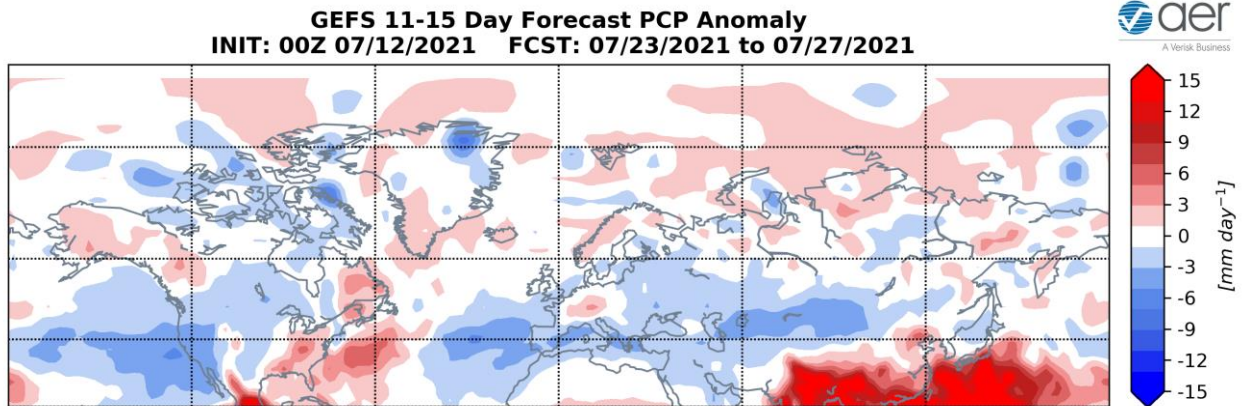 GEFS 11-15 Day Forecast PCP Anomaly
INIT: 00Z 07/12/2021 FCST: 07/23/2021 to 07/27/2021
aer
A Verisk Business
15
12
9
6
3
0
-3
-6
-9
-12
-15
[mm day⁻¹]